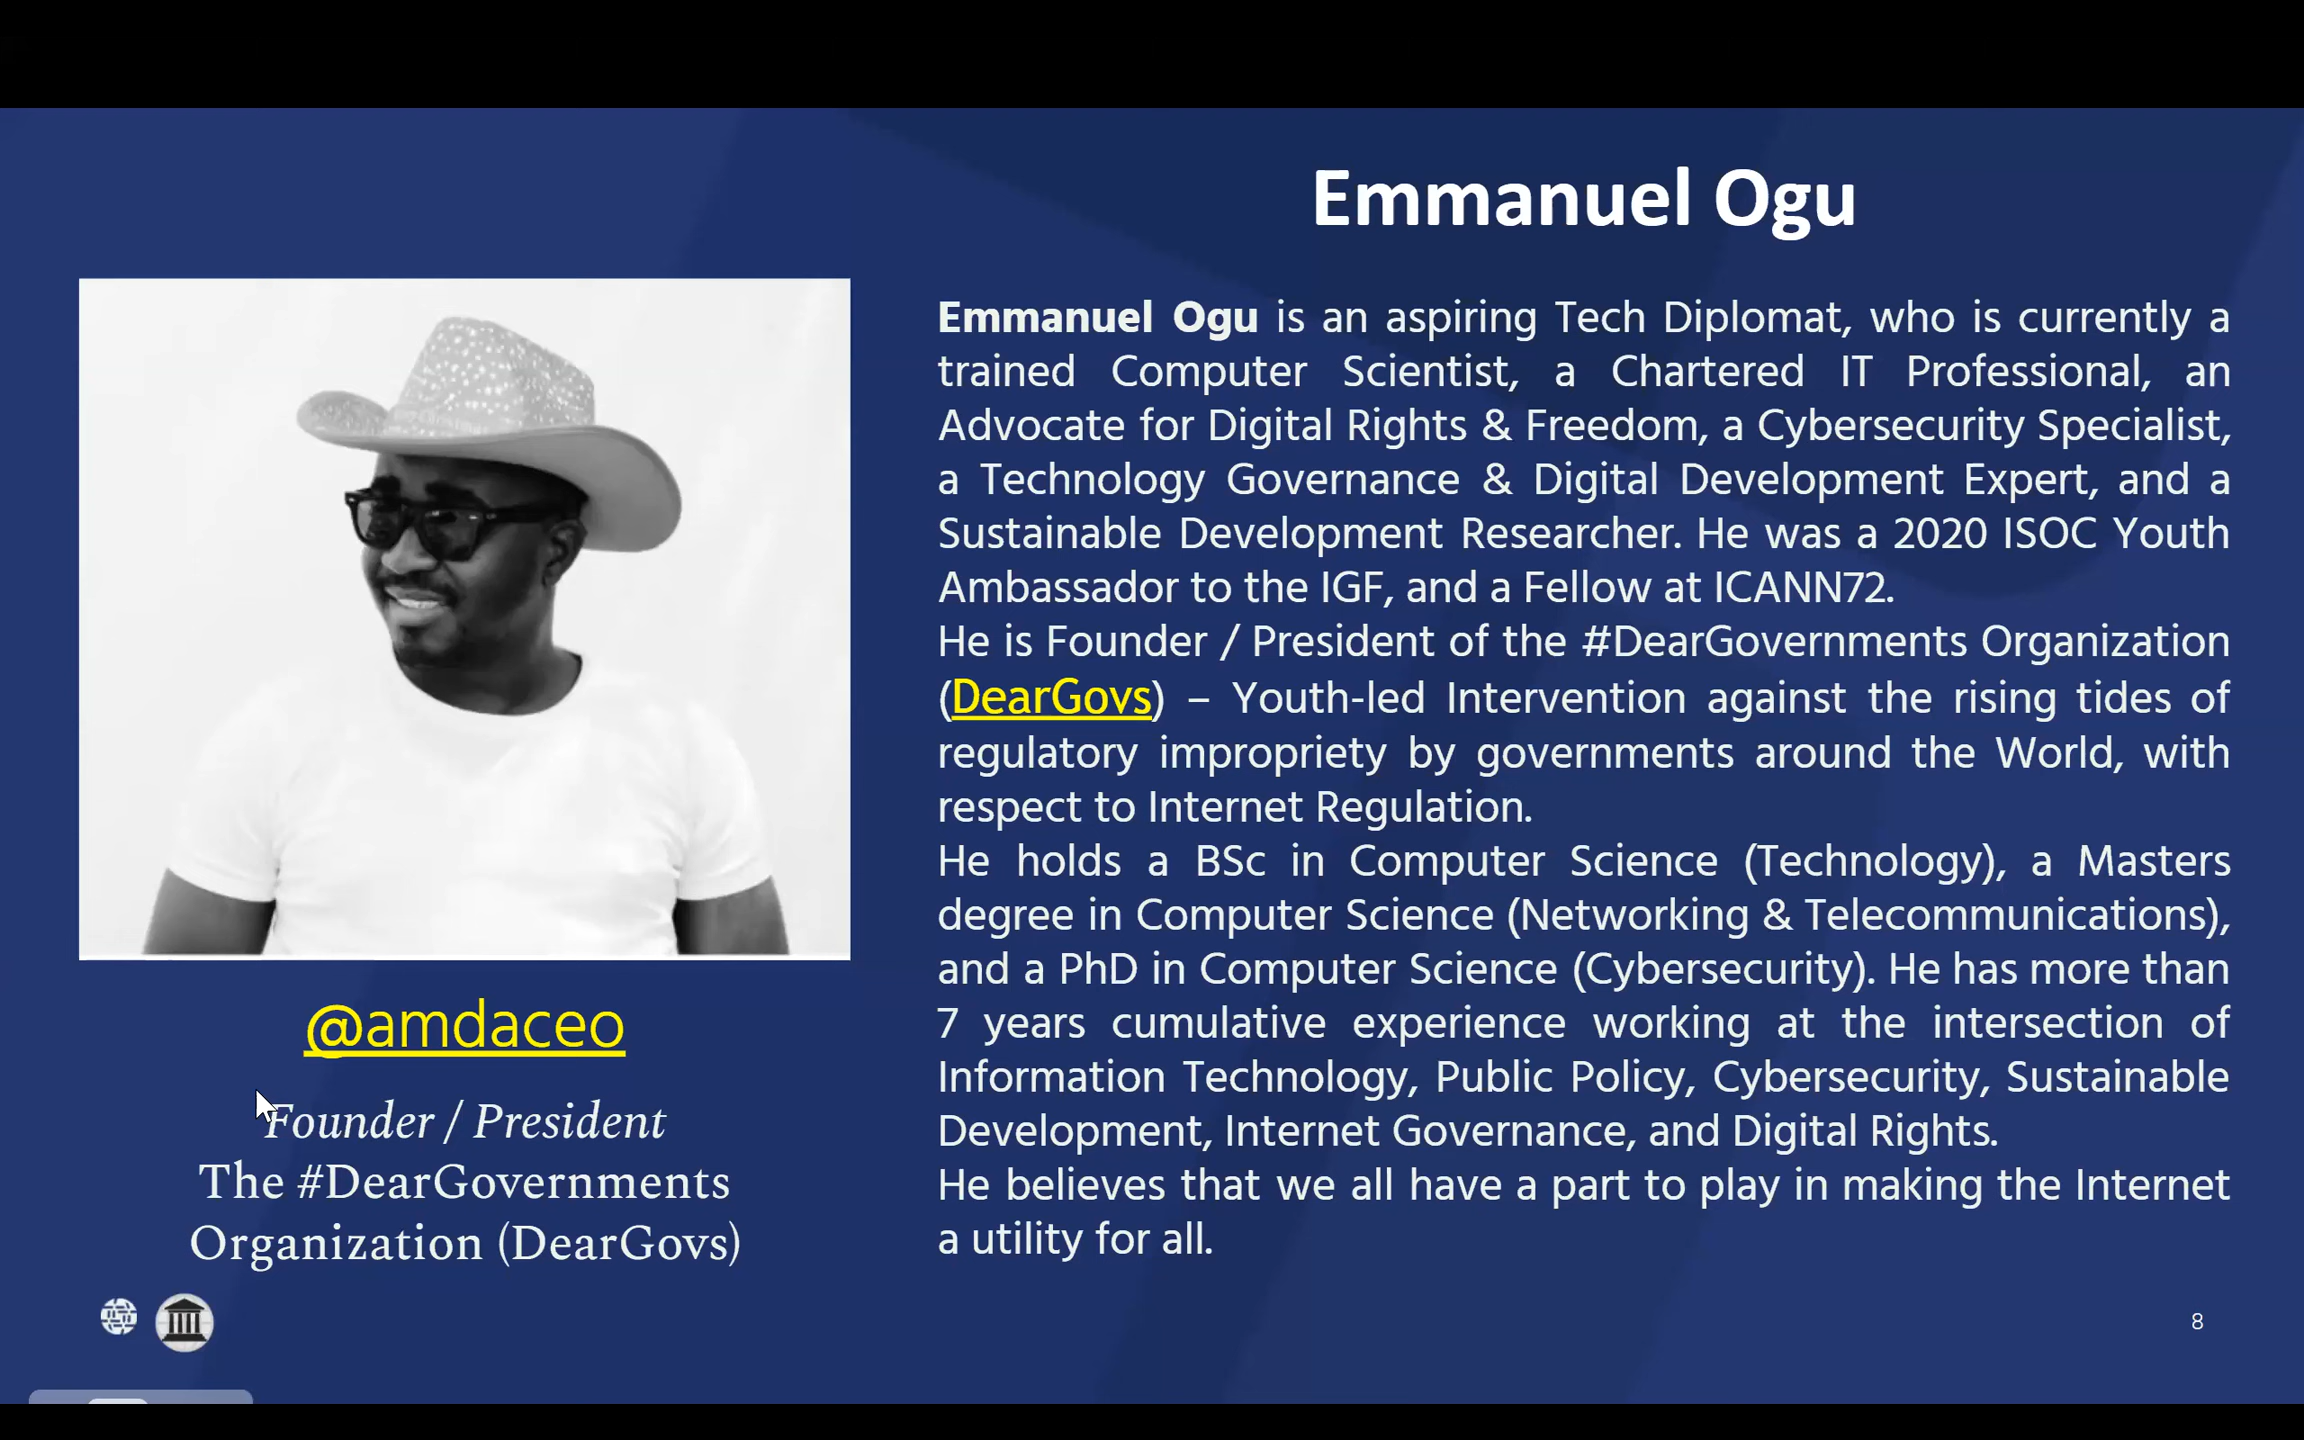 Emmanuel Ogu
Emmanuel Ogu is an aspiring Tech Diplomat, who is currently a
trained Computer Scientist, a Chartered IT Professional, an
Advocate for Digital Rights & Freedom, a Cybersecurity Specialist,
a Technology Governance & Digital Development Expert, and a
Sustainable Development Researcher. He was a 2020 ISOC Youth
Ambassador to the IGF, and a Fellow at ICANN72.
He is Founder / President of the #DearGovernments Organization
(DearGovs) – Youth-led Intervention against the rising tides of
regulatory impropriety by governments around the World, with
respect to Internet Regulation.
He holds a BSc in Computer Science (Technology), a Masters
degree in Computer Science (Networking & Telecommunications),
and a PhD in Computer Science (Cybersecurity). He has more than
7 years cumulative experience working at the intersection of
Information Technology, Public Policy, Cybersecurity, Sustainable
Development, Internet Governance, and Digital Rights.
He believes that we all have a part to play in making the Internet
a utility for all.
@amdaceo
Founder / President
The #DearGovernments
Organization (DearGovs)
8